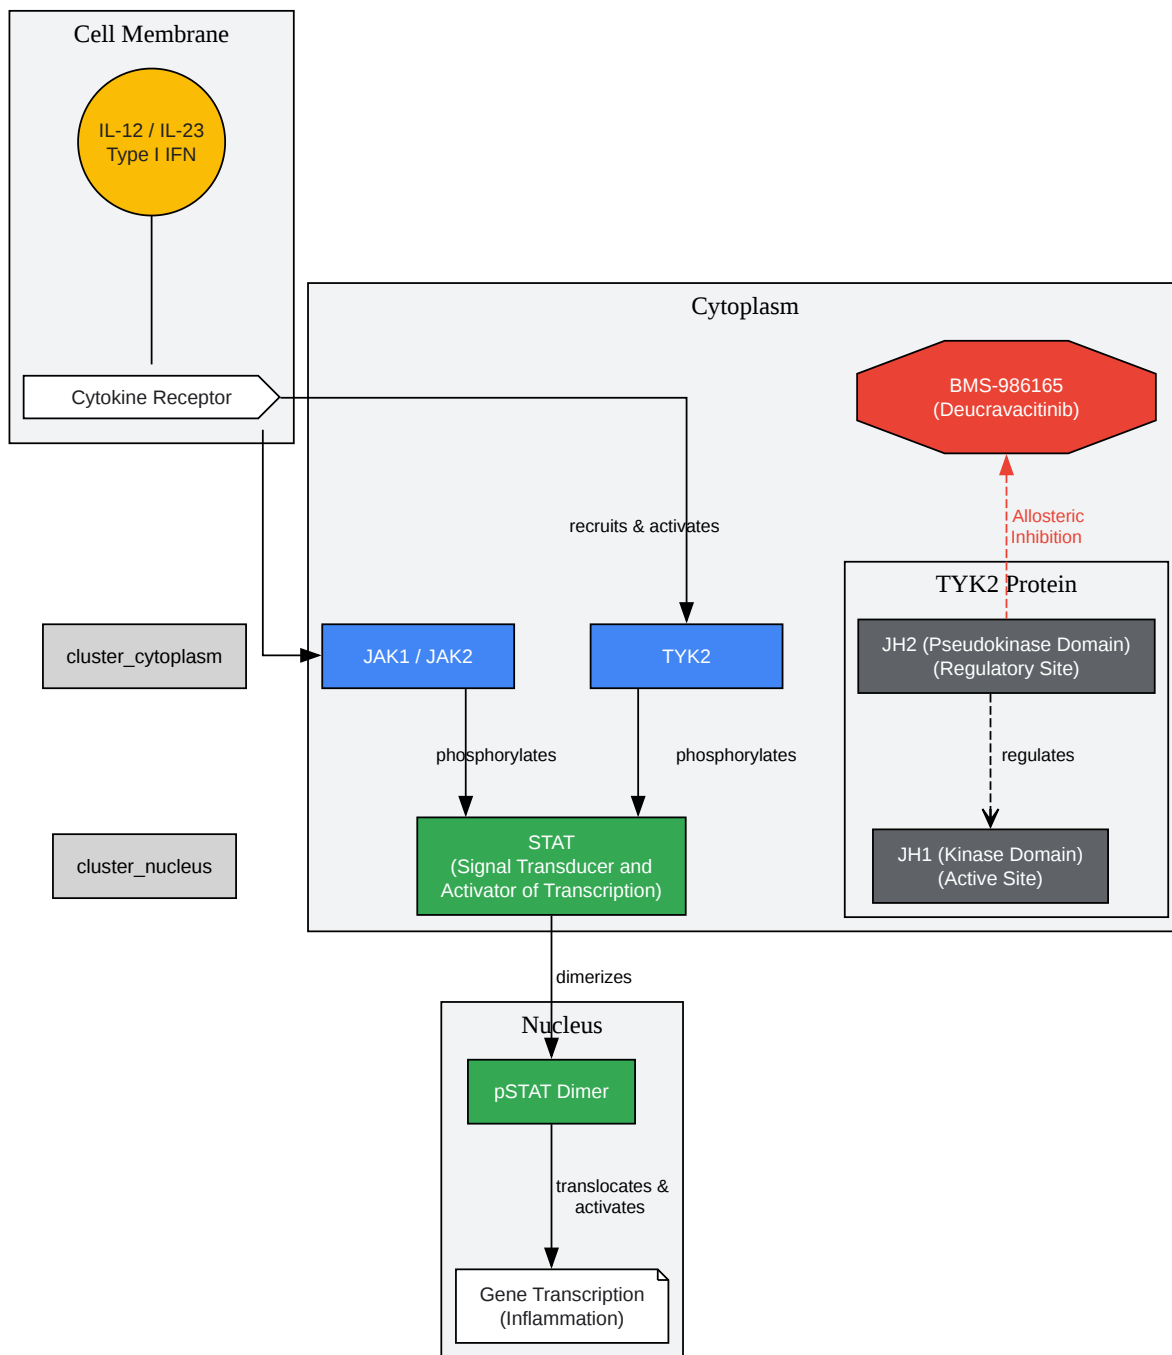 Cell Membrane
IL-12 / IL-23
Type I IFN
Cytokine Receptor
Cytoplasm
BMS-986165
(Deucravacitinib)
recruits & activates
Allosteric
Inhibition
TYK2 Protein
cluster_cytoplasm
JAK1 / JAK2
TYK2
JH2 (Pseudokinase Domain)
(Regulatory Site)
phosphorylates
phosphorylates
regulates
cluster_nucleus
STAT
(Signal Transducer and
Activator of Transcription)
JH1 (Kinase Domain)
(Active Site)
dimerizes
Nucleus
pSTAT Dimer
translocates &
activates
Gene Transcription
(Inflammation)